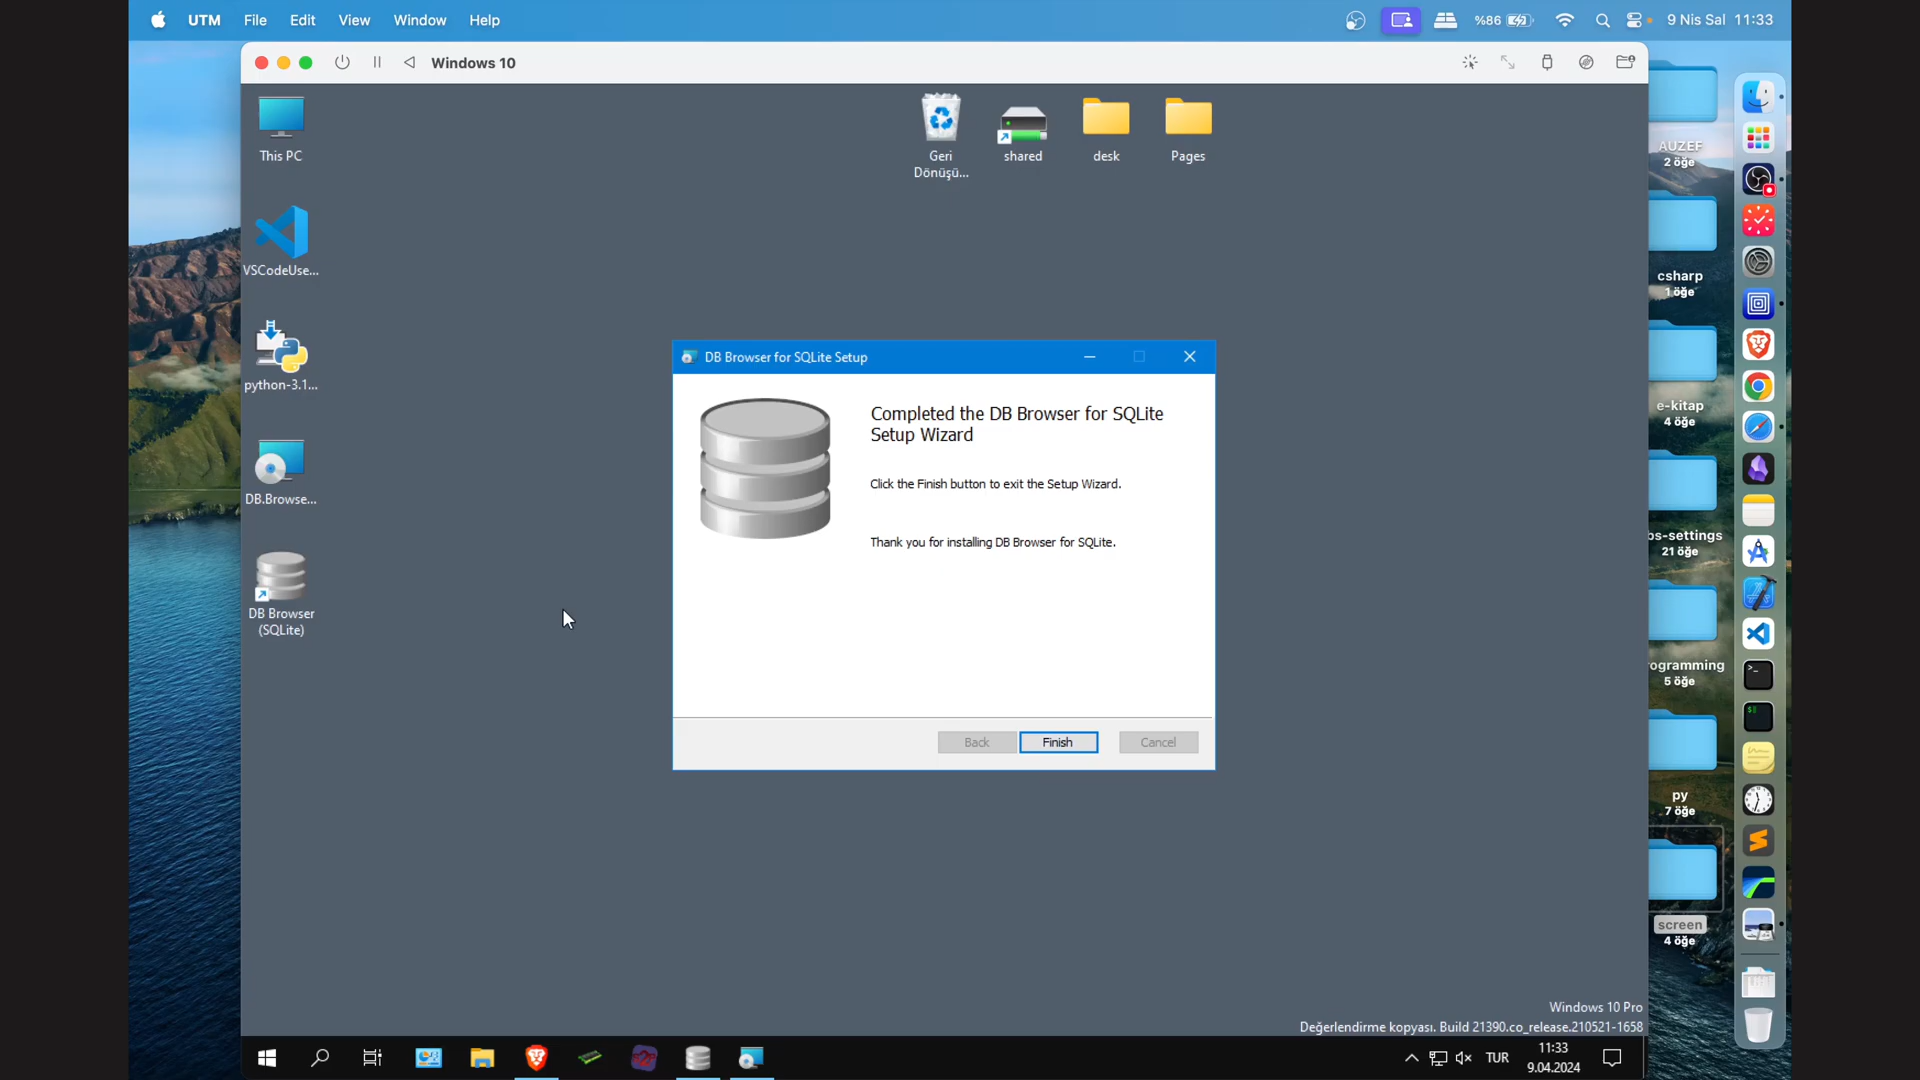 UTM File Edit View Window Help
%86
9 Nis Sal 11:33
Windows 10
This PC
VSCodeUse...
python-3.1...
DB.Browse...
DB Browser
(SQLite)
Geri
Dönüşü...
shared
desk
Pages
DB Browser for SQLite Setup
Completed the DB Browser for SQLite
Setup Wizard
Click the Finish button to exit the Setup Wizard.
Thank you for installing DB Browser for SQLite.
Back
Finish
Cancel
AUZEF
2 öğe
csharp
1 öğe
e-kitap
4 öğe
bs-settings
21 öğe
ogramming
5 öğe
py
7 öğe
screen
4 öğe
Windows 10 Pro
Değerlendirme kopyası. Build 21390.co_release.210521-1658
TUR
11:33
9.04.2024